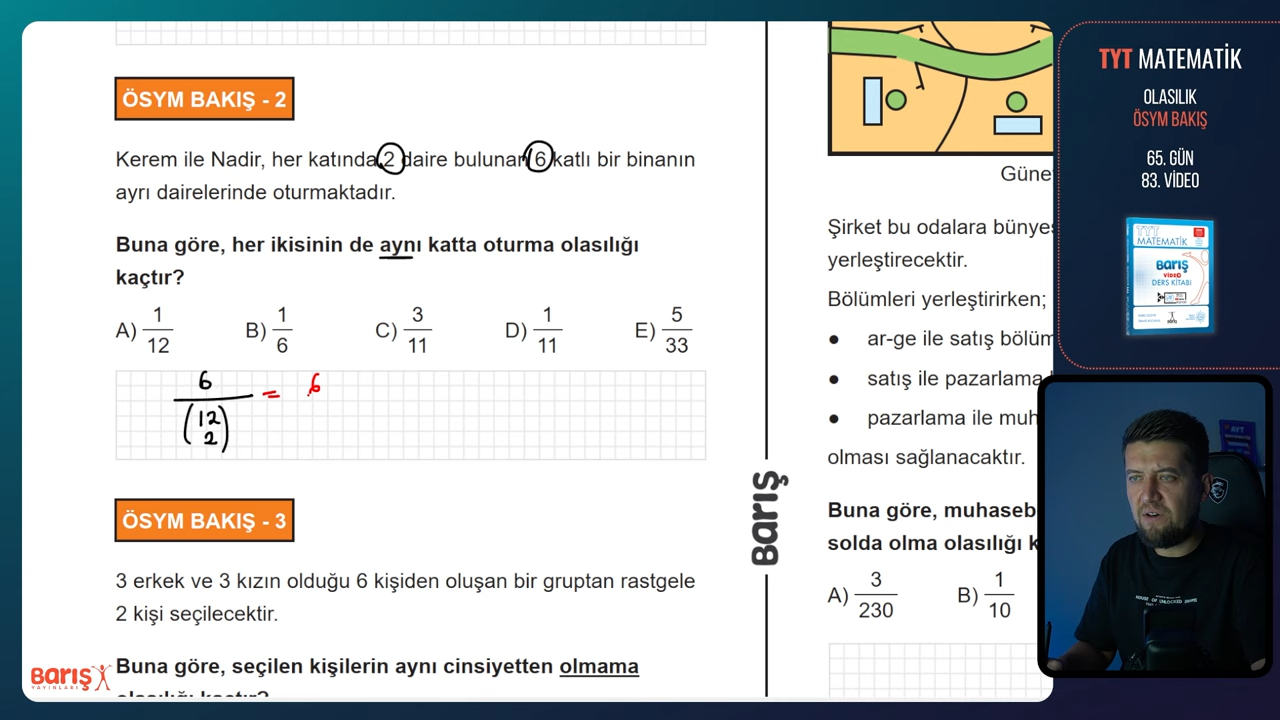 ÖSYM BAKIŞ - 2
Kerem ile Nadir, her katında 2 daire bulunan 6 katlı bir binanın
ayrı dairelerinde oturmaktadır.
Buna göre, her ikisinin de aynı katta oturma olasılığı
kaçtır?
A) 1/12 B) 1/6 C) 3/11 D) 1/11 E) 5/33
6
= 6
(12
2)
ÖSYM BAKIŞ - 3
3 erkek ve 3 kızın olduğu 6 kişiden oluşan bir gruptan rastgele
2 kişi seçilecektir.
Buna göre, seçilen kişilerin aynı cinsiyetten olmama
olasılığı kaçtır?
BARIŞ
YAYINLARI
BARIŞ
Güne
Şirket bu odalara bünye
yerleştirecektir.
Bölümleri yerleştirirken;
● ar-ge ile satış bölüm
● satış ile pazarlama
● pazarlama ile muh
olması sağlanacaktır.
Buna göre, muhaseb
solda olma olasılığı k
A) 3/230 B) 1/10
TYT MATEMATİK
OLASILIK
ÖSYM BAKIŞ
65. GÜN
83. VİDEO
TYT
MATEMATİK
BARIŞ
VİDEO
DERS KİTABI